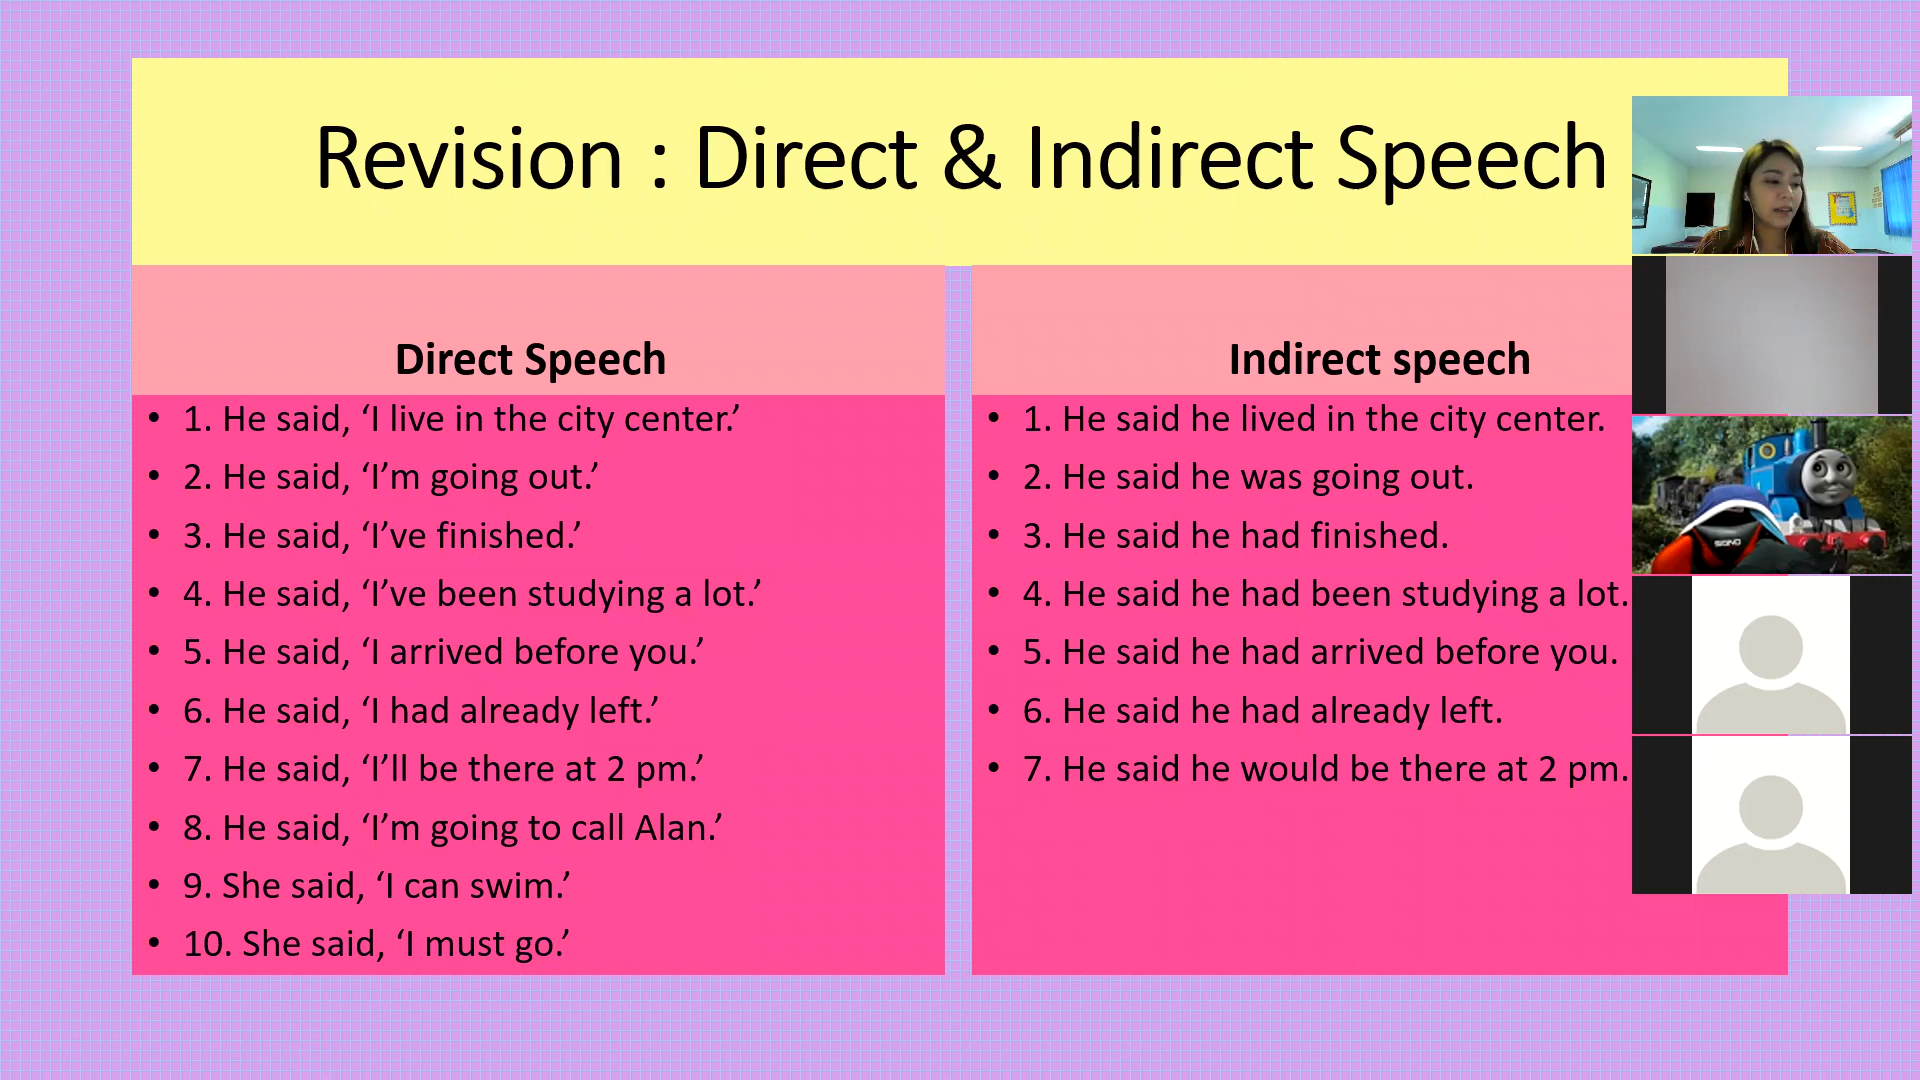 Revision : Direct & Indirect Speech
Direct Speech
• 1. He said, ‘I live in the city center.’
• 2. He said, ‘I’m going out.’
• 3. He said, ‘I’ve finished.’
• 4. He said, ‘I’ve been studying a lot.’
• 5. He said, ‘I arrived before you.’
• 6. He said, ‘I had already left.’
• 7. He said, ‘I’ll be there at 2 pm.’
• 8. He said, ‘I’m going to call Alan.’
• 9. She said, ‘I can swim.’
• 10. She said, ‘I must go.’
Indirect speech
• 1. He said he lived in the city center.
• 2. He said he was going out.
• 3. He said he had finished.
• 4. He said he had been studying a lot.
• 5. He said he had arrived before you.
• 6. He said he had already left.
• 7. He said he would be there at 2 pm.